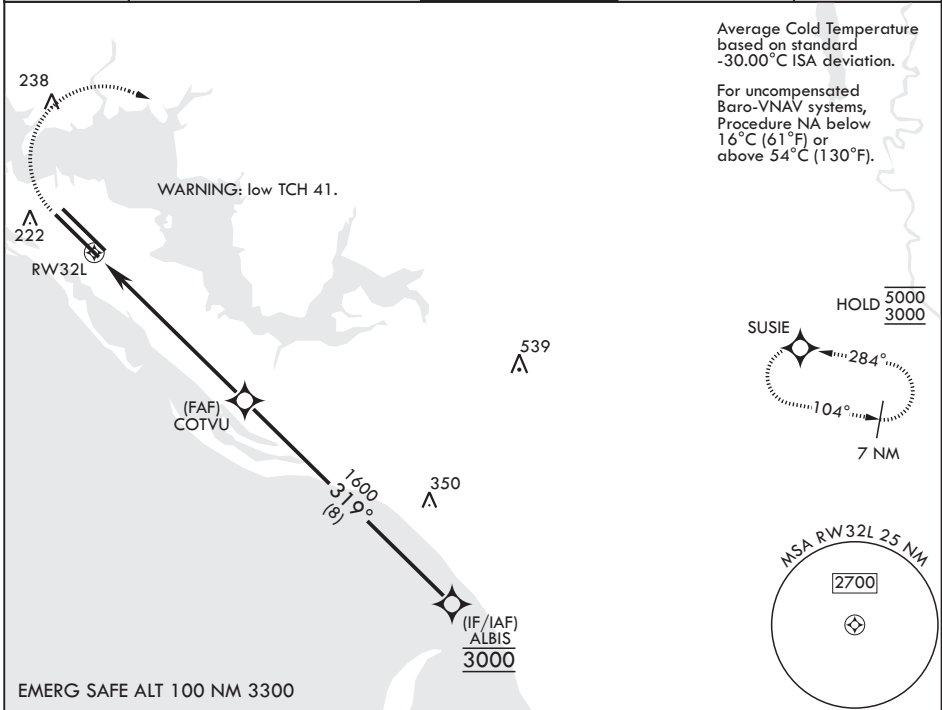 Average Cold Temperature
based on standard
-30.00°C ISA deviation.
For uncompensated
Baro-VNAV systems,
Procedure NA below
16°C (61°F) or
above 54°C (130°F).
238
WARNING: low TCH 41.
222
RW32L
HOLD 5000
3000
SUSIE
284°
104°
7 NM
539
(FAF)
COTVU
350
1600
319°
(8)
MSA RW32L 25 NM
2700
(IF/IAF)
ALBIS
3000
EMERG SAFE ALT 100 NM 3300